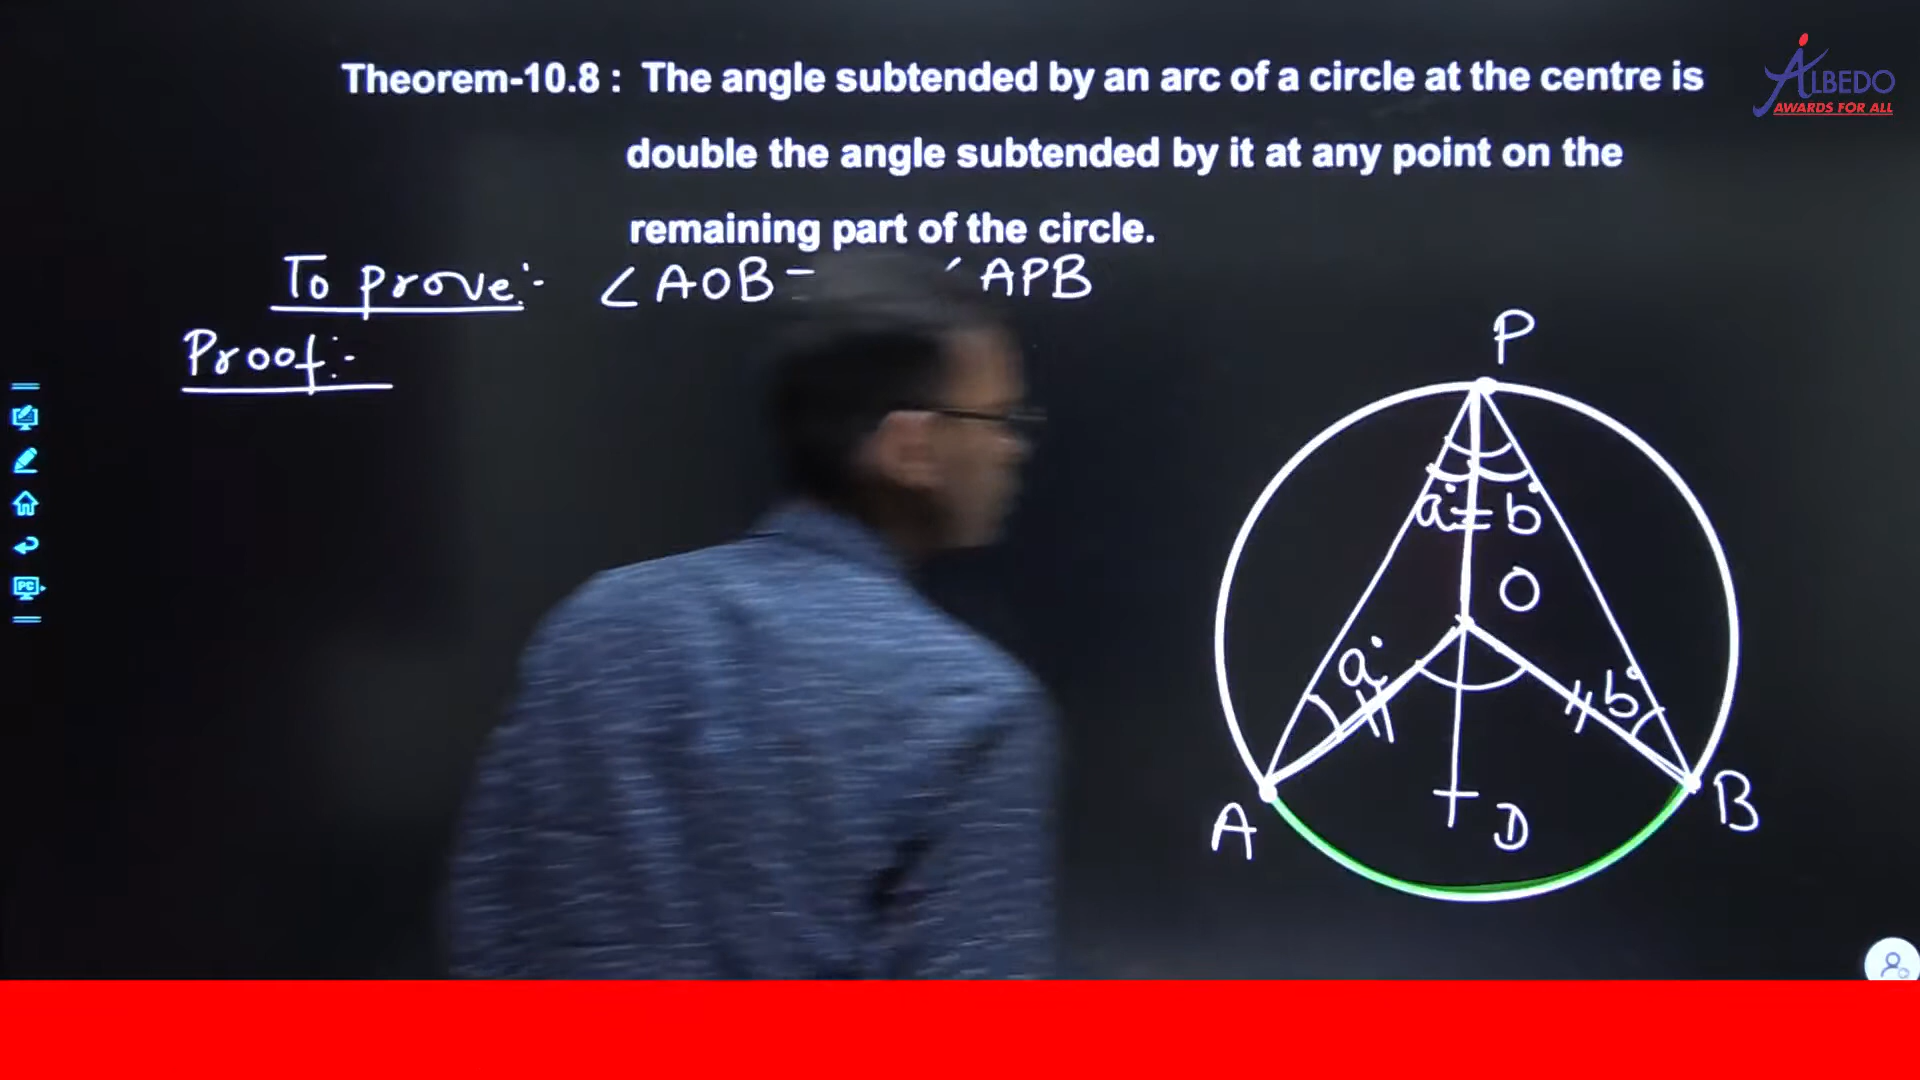 Theorem-10.8 : The angle subtended by an arc of a circle at the centre is
double the angle subtended by it at any point on the
remaining part of the circle.
To prove:- ∠AOB = ∠APB
Proof:-
P
a° b°
O
a° b°
A D B
ALBEDO
AWARDS FOR ALL
PC